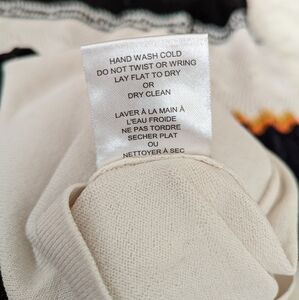 HAND WASH COLD
DO NOT TWIST OR WRING
LAY FLAT TO DRY
OR
DRY CLEAN
LAVER À LA MAIN À
L'EAU FROIDE
NE PAS TORDRE
SECHER PLAT
OU
NETTOYER À SEC